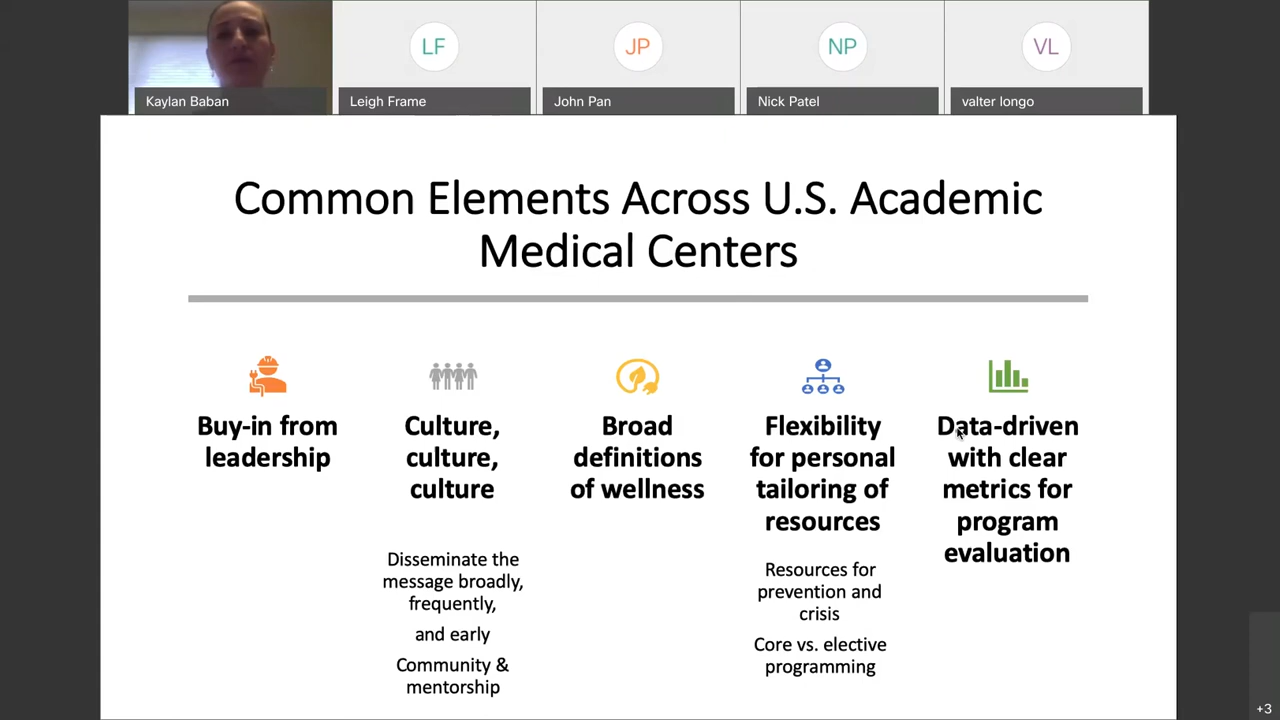 LF
JP
NP
VL
Kaylan Baban
Leigh Frame
John Pan
Nick Patel
valter longo
Common Elements Across U.S. Academic
Medical Centers
Buy-in from
leadership
Culture,
culture,
culture
Disseminate the
message broadly,
frequently,
and early
Community &
mentorship
Broad
definitions
of wellness
Flexibility
for personal
tailoring of
resources
Resources for
prevention and
crisis
Core vs. elective
programming
Data-driven
with clear
metrics for
program
evaluation
+3